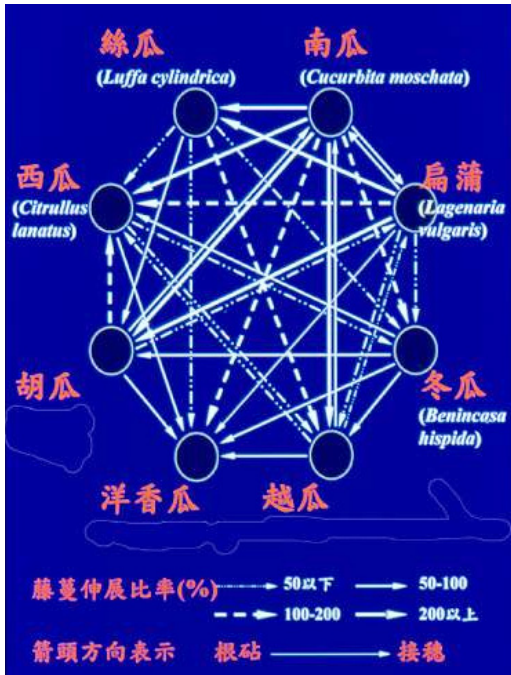 絲瓜
(Luffa cylindrica)
南瓜
(Cucurbita moschata)
西瓜
(Citrullus
lanatus)
扁蒲
(Lagenaria
vulgaris)
胡瓜
冬瓜
(Benincasa
hispida)
洋香瓜
越瓜
藤蔓伸展比率(%)
50以下
50-100
100-200
200以上
箭頭方向表示
根砧
接穗